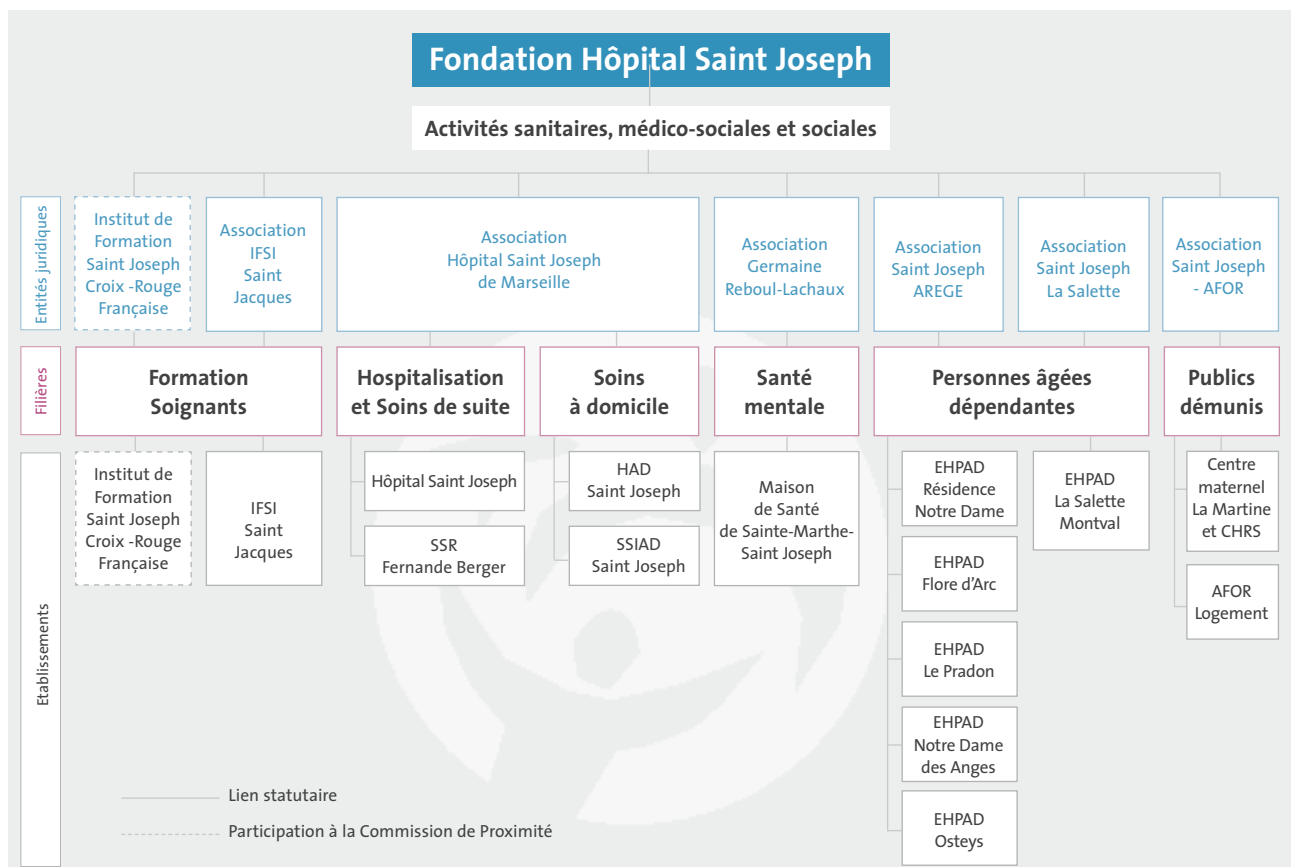 Fondation Hôpital Saint Joseph
Activités sanitaires, médico-sociales et sociales
Entités juridiques
Institut de
Formation
Saint Joseph
Croix -Rouge
Française
Association
IFSI
Saint
Jacques
Association
Hôpital Saint Joseph
de Marseille
Association
Germaine
Reboul-Lachaux
Association
Saint Joseph
AREGE
Association
Saint Joseph
La Salette
Association
Saint Joseph
- AFOR
Filières
Formation
Soignants
Hospitalisation
et Soins de suite
Soins
à domicile
Santé
mentale
Personnes âgées
dépendantes
Publics
démunis
Etablissements
Institut de
Formation
Saint Joseph
Croix -Rouge
Française
IFSI
Saint
Jacques
Hôpital Saint Joseph
SSR
Fernande Berger
HAD
Saint Joseph
SSIAD
Saint Joseph
Maison
de Santé
de Sainte-Marthe-
Saint Joseph
EHPAD
Résidence
Notre Dame
EHPAD
Flore d'Arc
EHPAD
Le Pradon
EHPAD
Notre Dame
des Anges
EHPAD
Osteys
EHPAD
La Salette
Montval
Centre
maternel
La Martine
et CHRS
AFOR
Logement
Lien statutaire
Participation à la Commission de Proximité